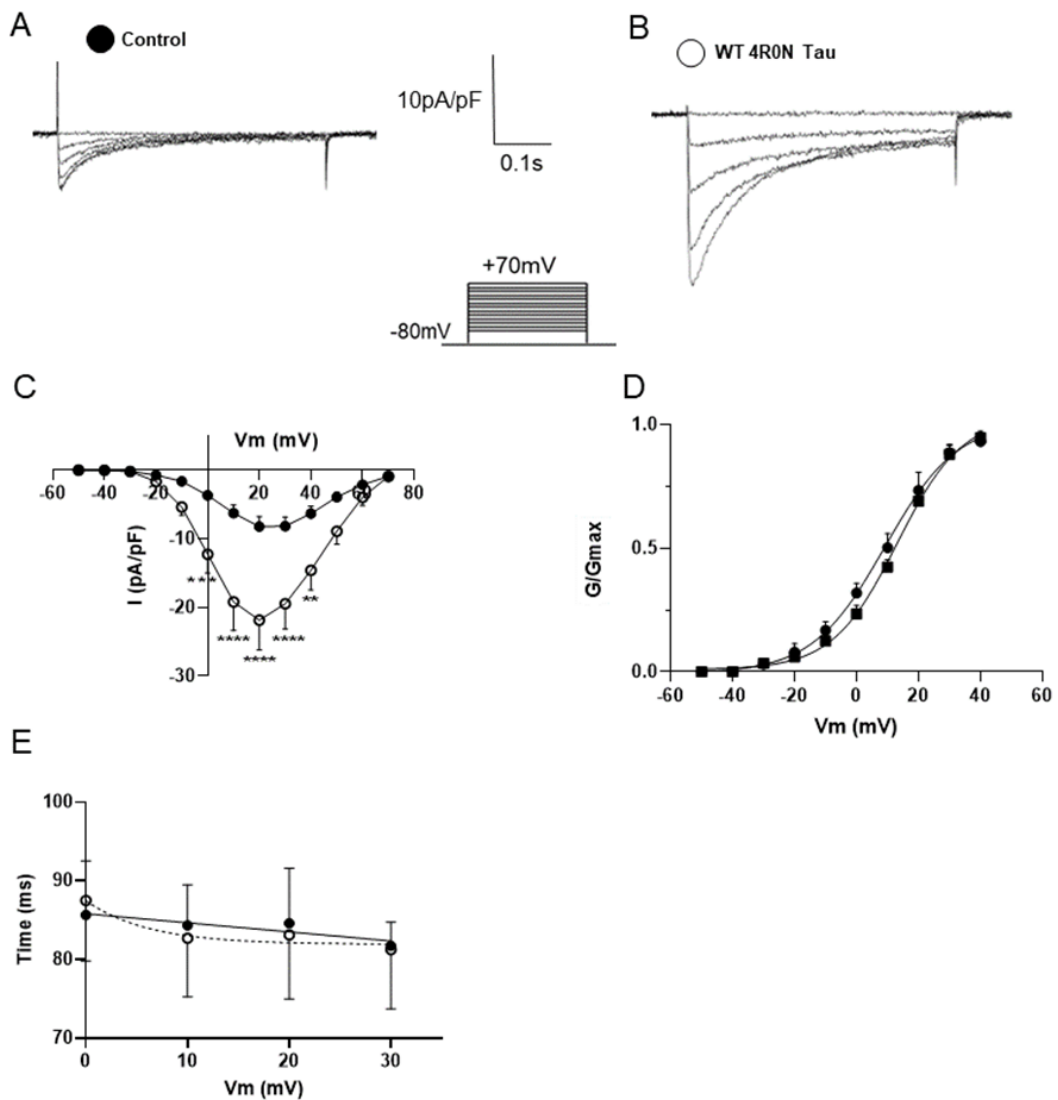 A
Control
10pA/pF
0.1s
B
WT 4R0N Tau
+70mV
-80mV
C
Vm (mV)
-60 -40 -20 20 40 60 80
-10
-20
-30
I (pA/pF)
***
****
****
****
**
D
1.0
0.5
0.0
G/Gmax
-60 -40 -20 0 20 40 60
Vm (mV)
E
100
90
80
70
Time (ms)
0 10 20 30
Vm (mV)